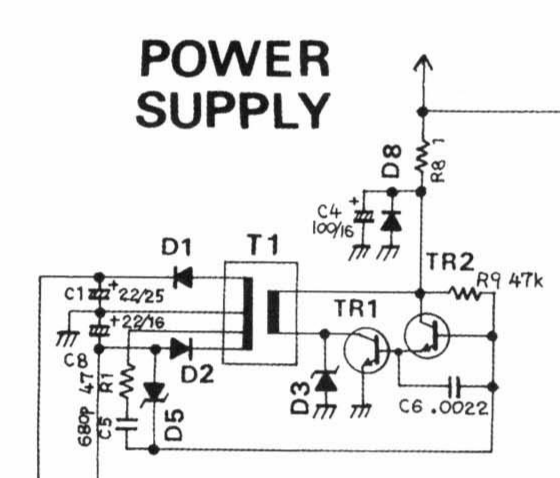 POWER
SUPPLY
D8
R8 1
C4
100/16
+
D1
T1
TR2
R9 47k
C1
+
22/25
TR1
+
22/16
C8
D2
47
R1
D3
D5
680p
C5
C6 .0022